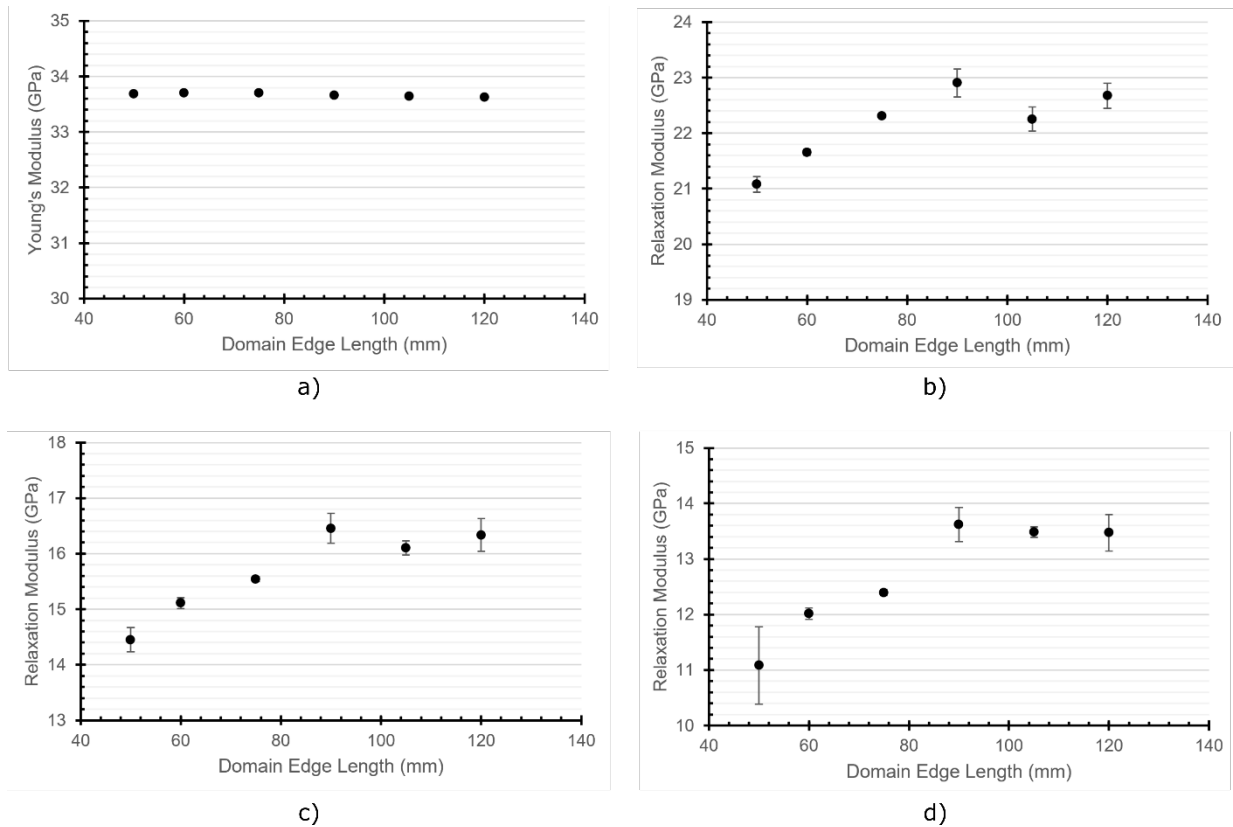 35
34
33
32
31
30
40 60 80 100 120 140
Young's Modulus (GPa)
Domain Edge Length (mm)
a)
24
23
22
21
20
19
40 60 80 100 120 140
Relaxation Modulus (GPa)
Domain Edge Length (mm)
b)
18
17
16
15
14
13
40 60 80 100 120 140
Relaxation Modulus (GPa)
Domain Edge Length (mm)
c)
15
14
13
12
11
10
40 60 80 100 120 140
Relaxation Modulus (GPa)
Domain Edge Length (mm)
d)